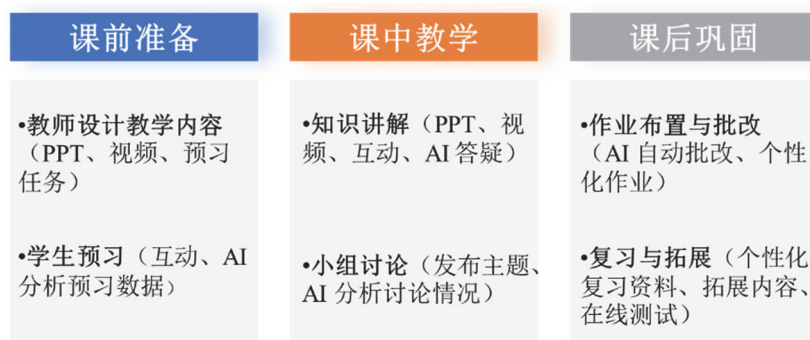 课前准备
•教师设计教学内容
（PPT、视频、预习
任务）
•学生预习（互动、AI
分析预习数据）
课中教学
•知识讲解（PPT、视
频、互动、AI 答疑）
•小组讨论（发布主题、
AI 分析讨论情况）
课后巩固
•作业布置与批改
（AI 自动批改、个性
化作业）
•复习与拓展（个性化
复习资料、拓展内容、
在线测试）